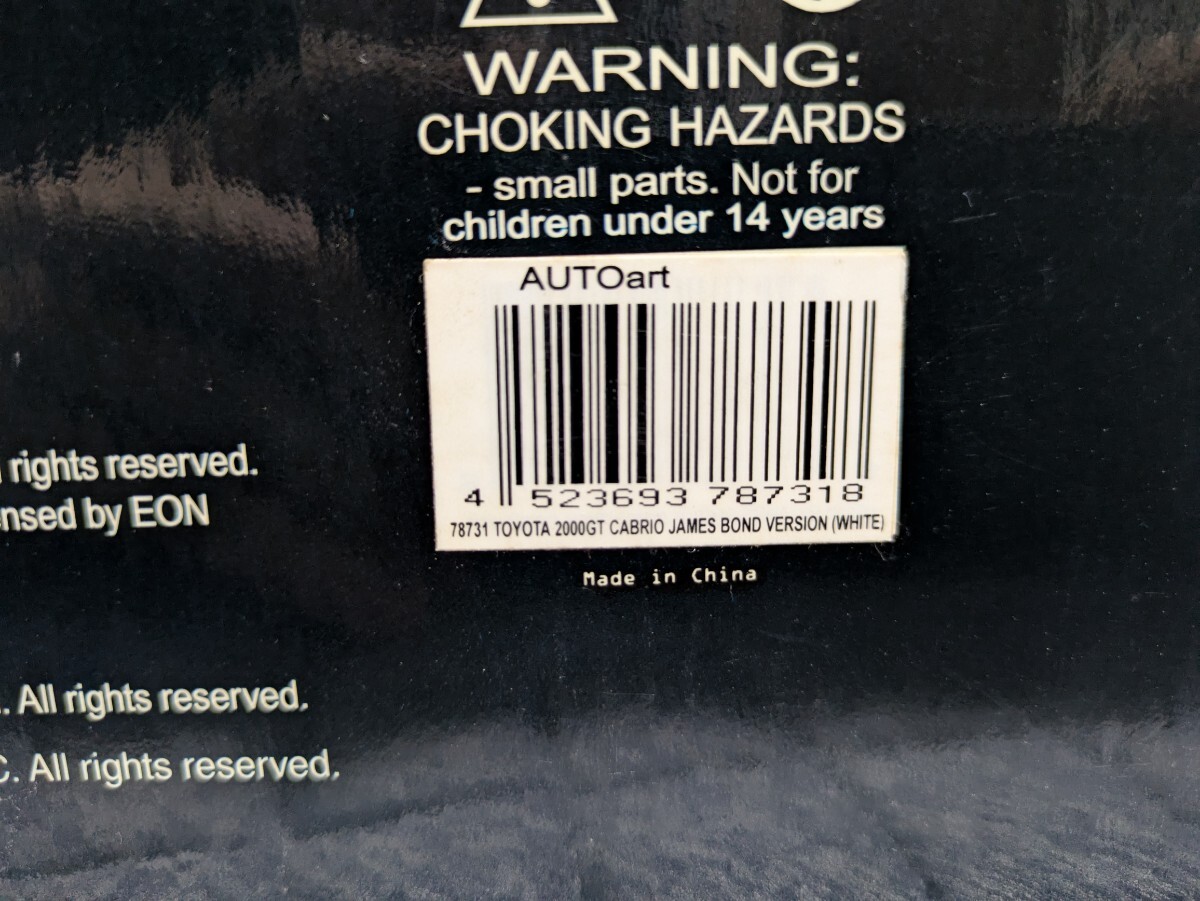 WARNING:
CHOKING HAZARDS
- small parts. Not for
children under 14 years
AUTOart
4 523693 787318
78731 TOYOTA 2000GT CABRIO JAMES BOND VERSION (WHITE)
Made in China
rights reserved.
by EON
. All rights reserved.
. All rights reserved.